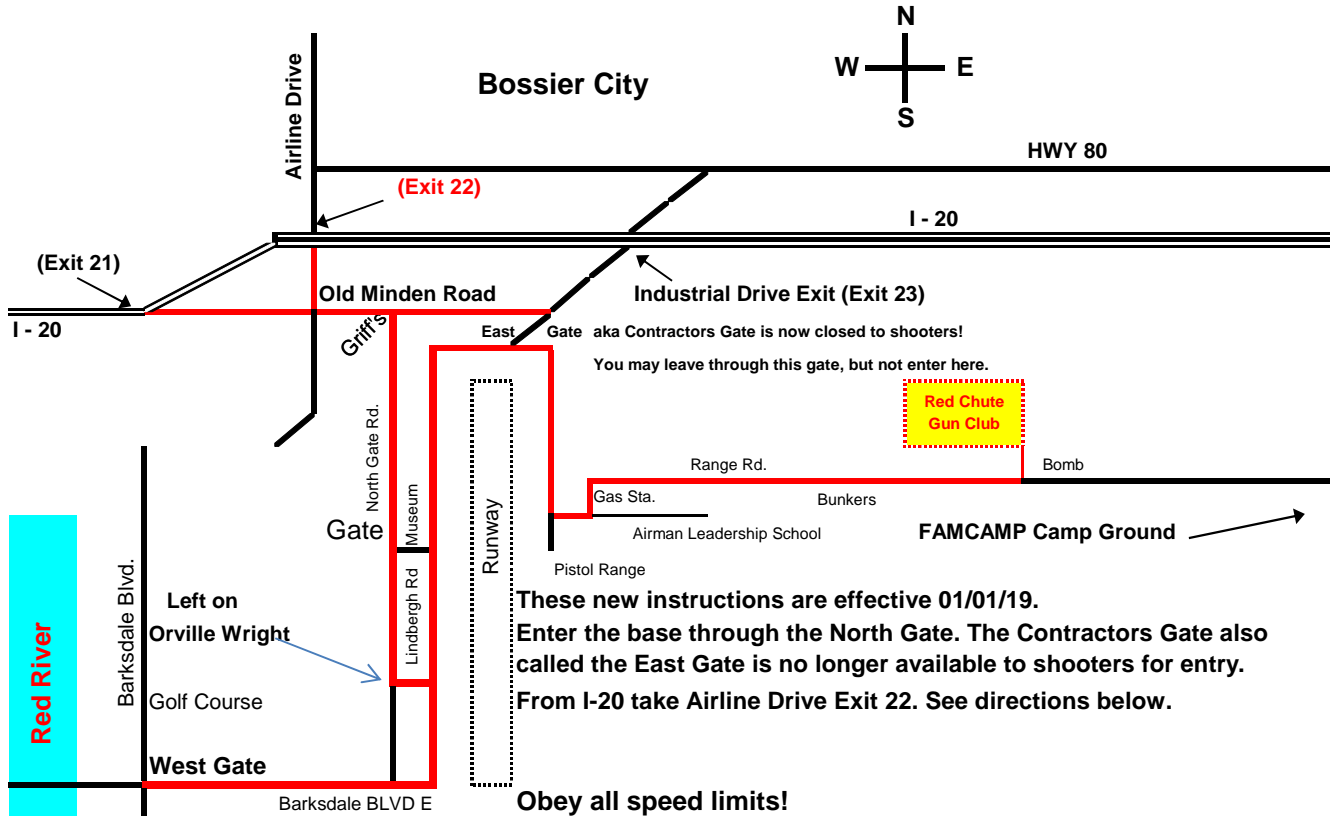 N
W E
S
Bossier City
Airline Drive
HWY 80
(Exit 22)
I - 20
(Exit 21)
Old Minden Road
Industrial Drive Exit (Exit 23)
I - 20
Griff's
East Gate aka Contractors Gate is now closed to shooters!
You may leave through this gate, but not enter here.
Red Chute
Gun Club
North Gate Rd.
Range Rd.
Bomb
Museum
Gas Sta.
Bunkers
Gate
Runway
Airman Leadership School
FAMCAMP Camp Ground
Pistol Range
Barksdale Blvd.
Lindbergh Rd
Left on
Orville Wright
These new instructions are effective 01/01/19.
Enter the base through the North Gate. The Contractors Gate also
called the East Gate is no longer available to shooters for entry.
From I-20 take Airline Drive Exit 22. See directions below.
Red River
Golf Course
West Gate
Barksdale BLVD E
Obey all speed limits!